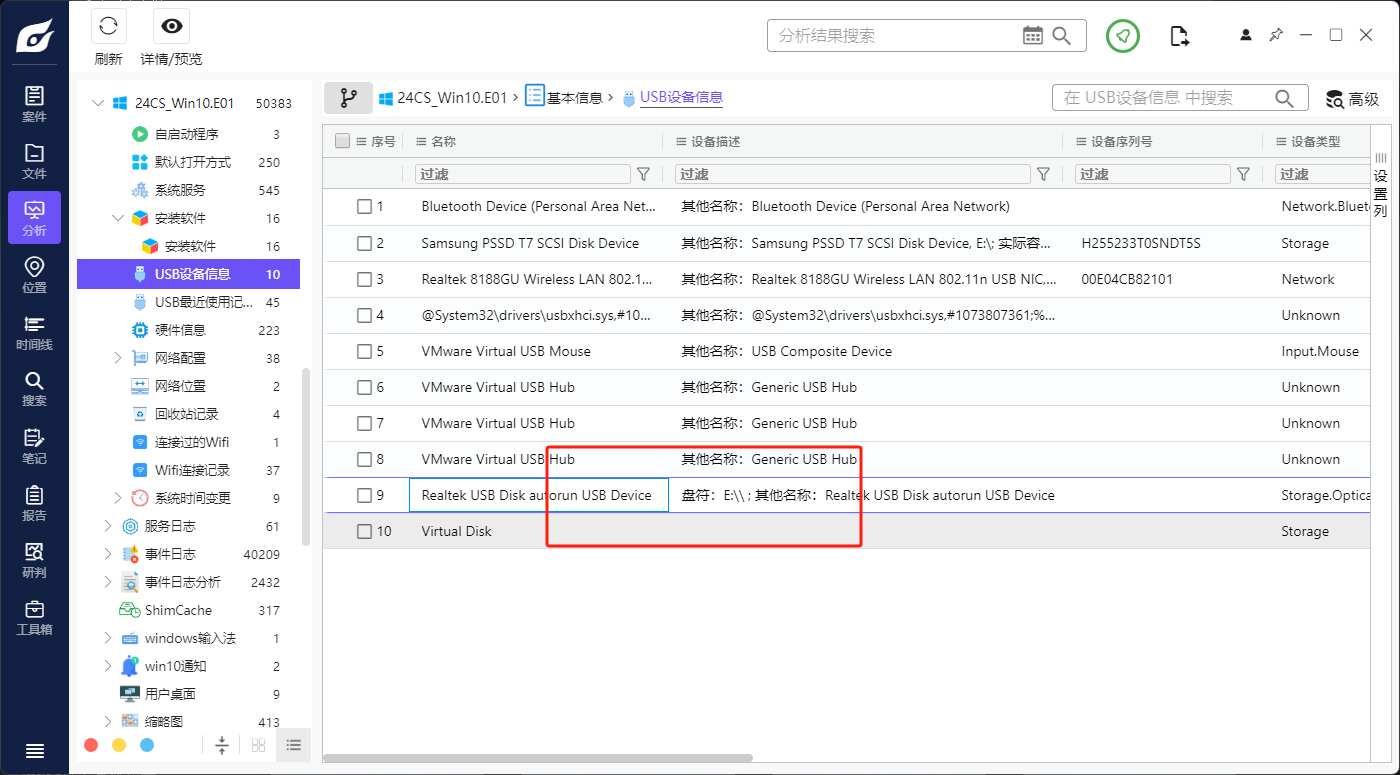 刷新
详情/预览
分析结果搜索
案件
文件
分析
位置
时间线
搜索
笔记
报告
研判
工具箱
24CS_Win10.E01 50383
自启动程序 3
默认打开方式 250
系统服务 545
安装软件 16
安装软件 16
USB设备信息 10
USB最近使用记... 45
硬件信息 223
网络配置 38
网络位置 2
回收站记录 4
连接过的Wifi 1
Wifi连接记录 37
系统时间变更 9
服务日志 61
事件日志 40209
事件日志分析 2432
ShimCache 317
windows输入法 1
win10通知 2
用户桌面 9
缩略图 413
24CS_Win10.E01 › 基本信息 › USB设备信息
在 USB设备信息 中搜索
高级
序号 名称 设备描述 设备序列号 设备类型
过滤 过滤 过滤 过滤
设置列
1 Bluetooth Device (Personal Area Net... 其他名称：Bluetooth Device (Personal Area Network) Network.Bluet
2 Samsung PSSD T7 SCSI Disk Device 其他名称：Samsung PSSD T7 SCSI Disk Device, E:\; 实际容... H255233T0SNDT5S Storage
3 Realtek 8188GU Wireless LAN 802.1... 其他名称：Realtek 8188GU Wireless LAN 802.11n USB NIC,... 00E04CB82101 Network
4 @System32\drivers\usbxhci.sys,#10... 其他名称：@System32\drivers\usbxhci.sys,#1073807361;%... Unknown
5 VMware Virtual USB Mouse 其他名称：USB Composite Device Input.Mouse
6 VMware Virtual USB Hub 其他名称：Generic USB Hub Unknown
7 VMware Virtual USB Hub 其他名称：Generic USB Hub Unknown
8 VMware Virtual USB Hub 其他名称：Generic USB Hub Unknown
9 Realtek USB Disk autorun USB Device 盘符：E:\\ ; 其他名称：Realtek USB Disk autorun USB Device Storage.Optica
10 Virtual Disk Storage